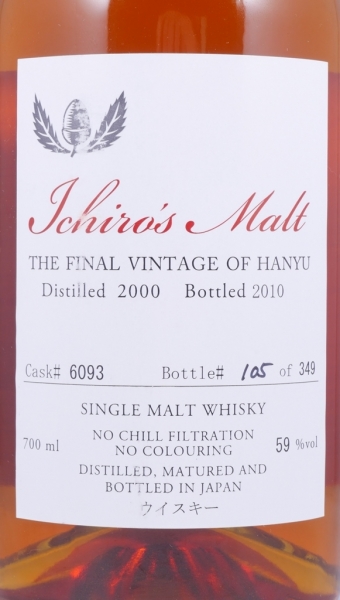 Ichiro's Malt
THE FINAL VINTAGE OF HANYU
Distilled 2000 Bottled 2010
Cask# 6093 Bottle# 105 of 349
SINGLE MALT WHISKY
NO CHILL FILTRATION
700 ml 59 %vol
NO COLOURING
DISTILLED, MATURED AND
BOTTLED IN JAPAN
ウイスキー